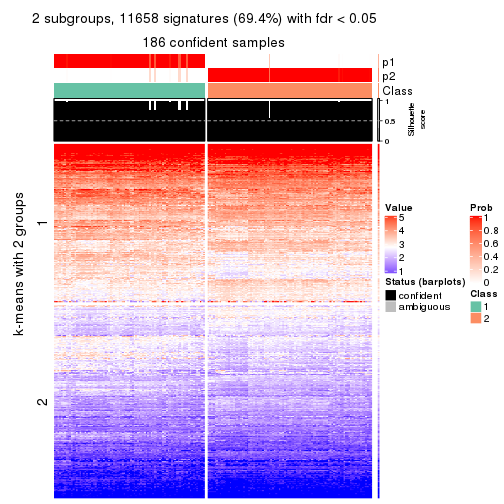 2 subgroups, 11658 signatures (69.4%) with fdr < 0.05
186 confident samples
p1
p2
Class
1
0.5
0
Silhouette
score
k-means with 2 groups
1
2
Value
5
4
3
2
1
Status (barplots)
confident
ambiguous
Prob
1
0.8
0.6
0.4
0.2
0
Class
1
2